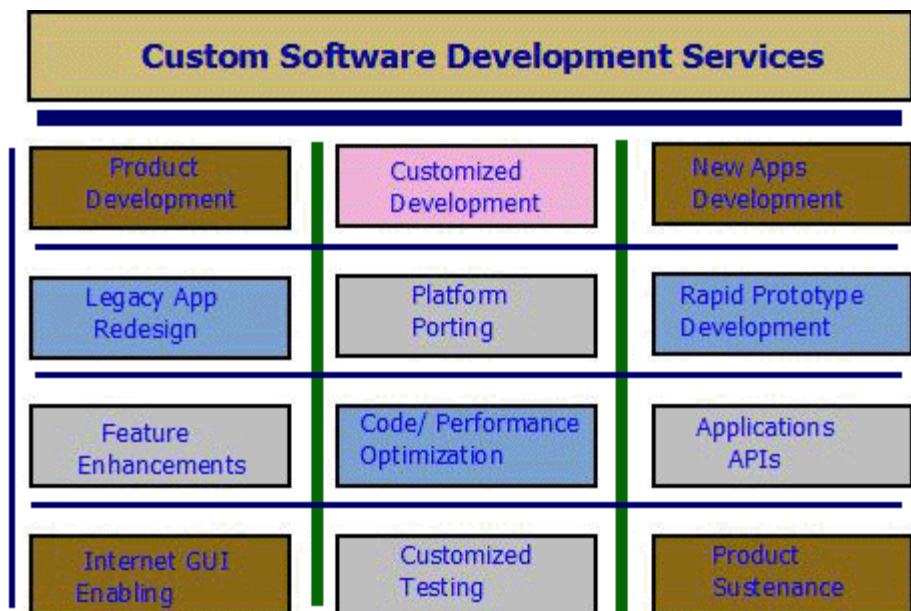 Custom Software Development Services
Product
Development
Customized
Development
New Apps
Development
Legacy App
Redesign
Platform
Porting
Rapid Prototype
Development
Feature
Enhancements
Code/ Performance
Optimization
Applications
APIs
Internet GUI
Enabling
Customized
Testing
Product
Sustenance